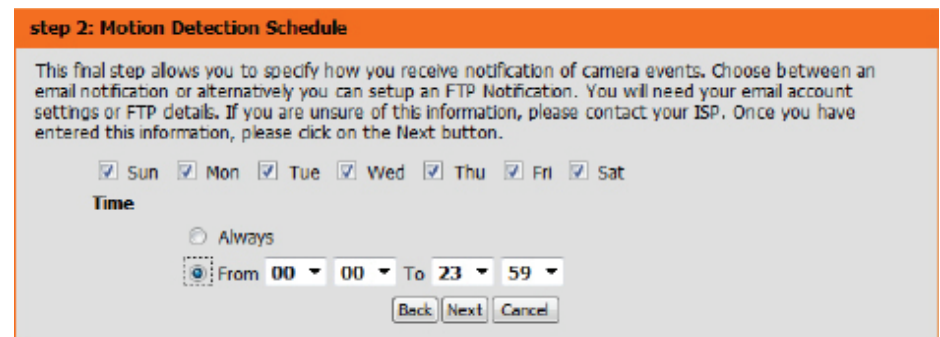 step 2: Motion Detection Schedule
This final step allows you to specify how you receive notification of camera events. Choose between an
email notification or alternatively you can setup an FTP Notification. You will need your email account
settings or FTP details. If you are unsure of this information, please contact your ISP. Once you have
entered this information, please click on the Next button.
Sun Mon Tue Wed Thu Fri Sat
Time
Always
From 00 00 To 23 59
Back Next Cancel